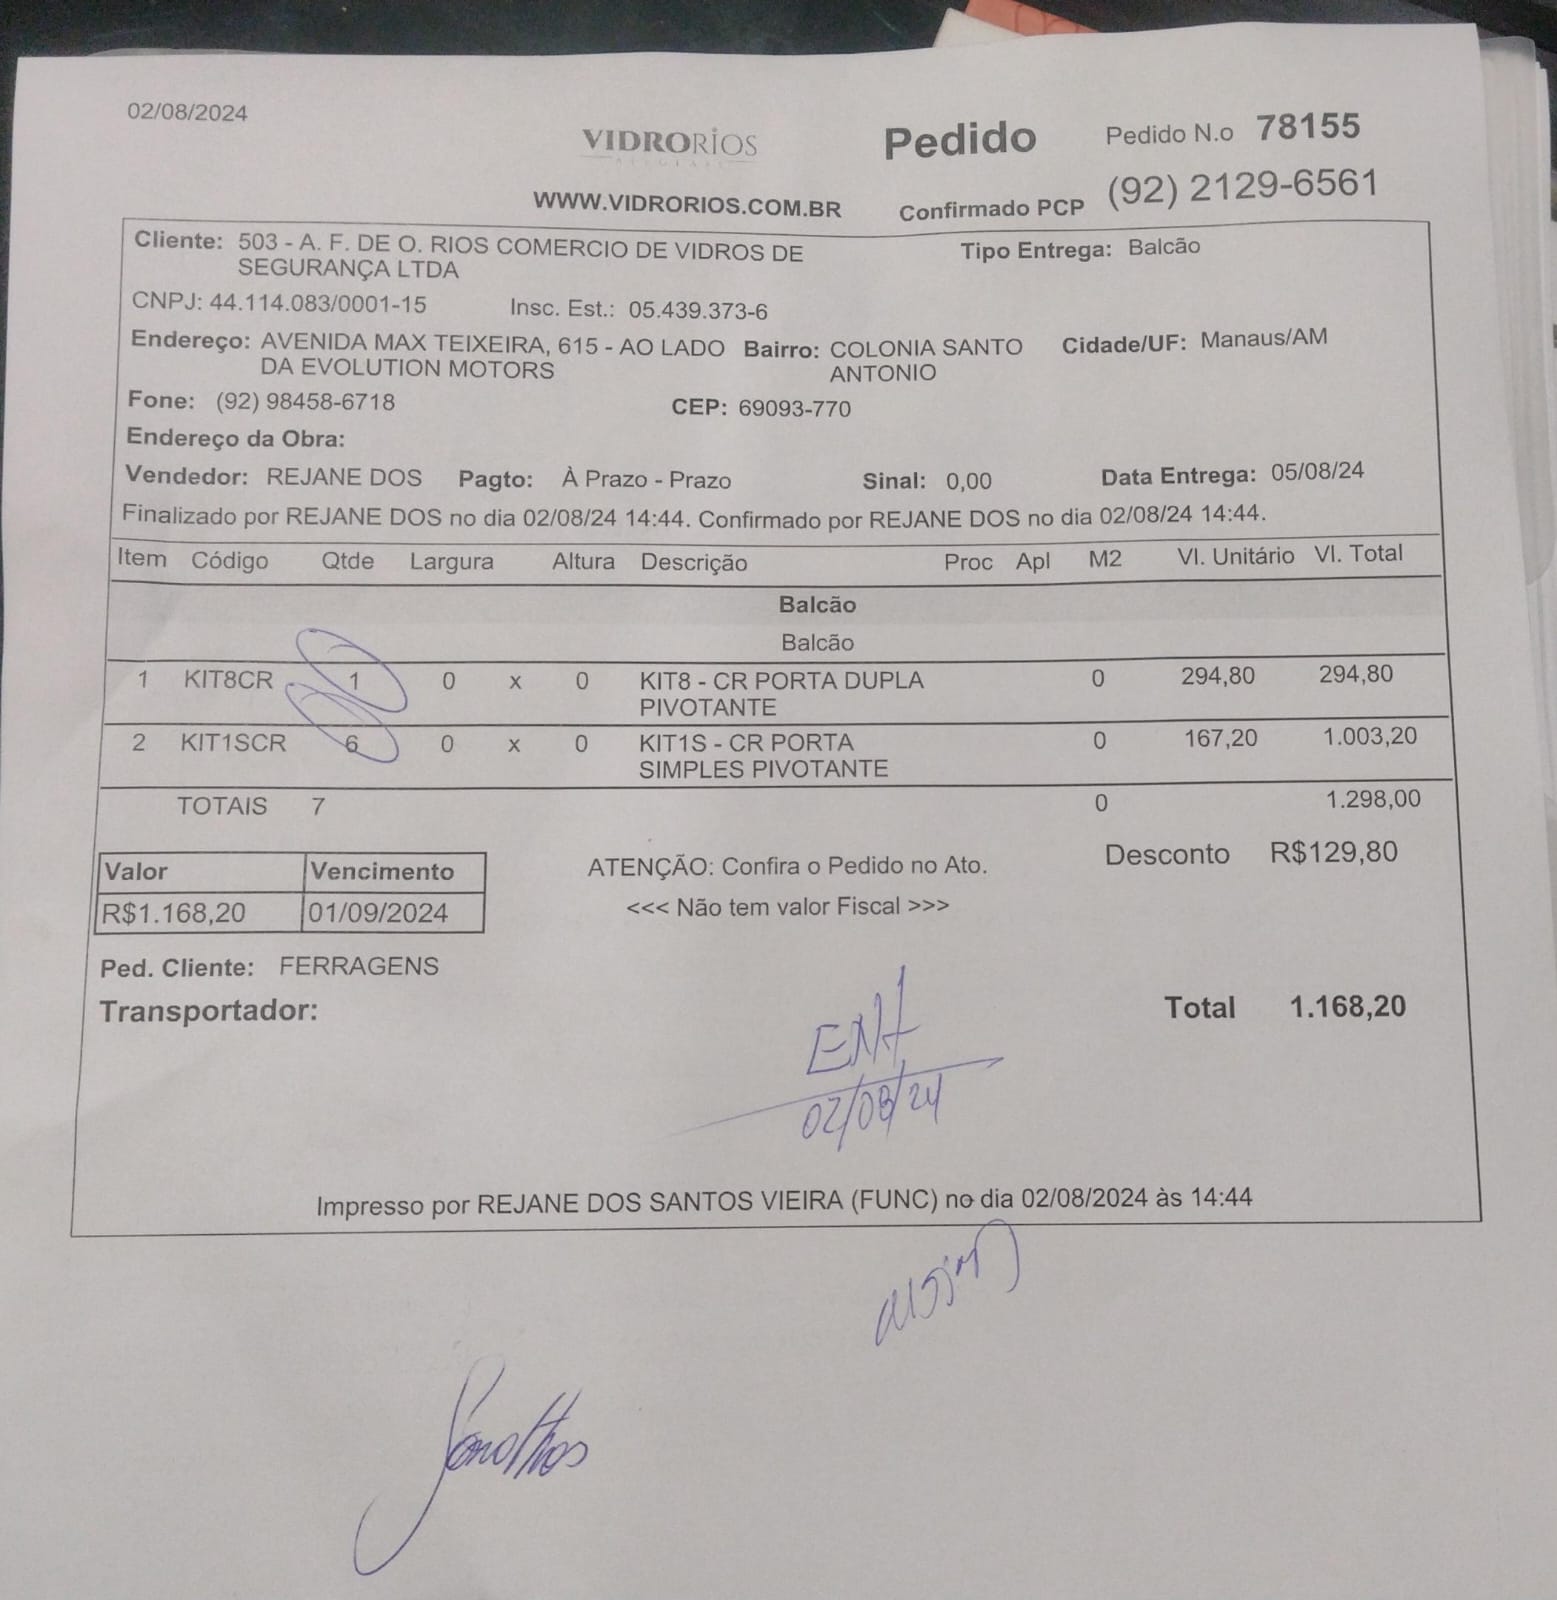 02/08/2024
VIDRORIOS
Pedido
Pedido N.o 78155
WWW.VIDRORIOS.COM.BR
Confirmado PCP (92) 2129-6561
Cliente: 503 - A. F. DE O. RIOS COMERCIO DE VIDROS DE
SEGURANÇA LTDA
Tipo Entrega: Balcão
CNPJ: 44.114.083/0001-15 Insc. Est.: 05.439.373-6
Endereço: AVENIDA MAX TEIXEIRA, 615 - AO LADO
DA EVOLUTION MOTORS
Bairro: COLONIA SANTO
ANTONIO
Cidade/UF: Manaus/AM
Fone: (92) 98458-6718 CEP: 69093-770
Endereço da Obra:
Vendedor: REJANE DOS Pagto: À Prazo - Prazo Sinal: 0,00 Data Entrega: 05/08/24
Finalizado por REJANE DOS no dia 02/08/24 14:44. Confirmado por REJANE DOS no dia 02/08/24 14:44.
Item Código Qtde Largura Altura Descrição Proc Apl M2 Vl. Unitário Vl. Total
Balcão
Balcão
1 KIT8CR 1 0 x 0 KIT8 - CR PORTA DUPLA 0 294,80 294,80
PIVOTANTE
2 KIT1SCR 6 0 x 0 KIT1S - CR PORTA 0 167,20 1.003,20
SIMPLES PIVOTANTE
TOTAIS 7 0 1.298,00
Valor Vencimento
R$1.168,20 01/09/2024
ATENÇÃO: Confira o Pedido no Ato.
<<< Não tem valor Fiscal >>>
Desconto R$129,80
Ped. Cliente: FERRAGENS
Transportador:
Total 1.168,20
ENT
02/08/24
Impresso por REJANE DOS SANTOS VIEIRA (FUNC) no dia 02/08/2024 às 14:44